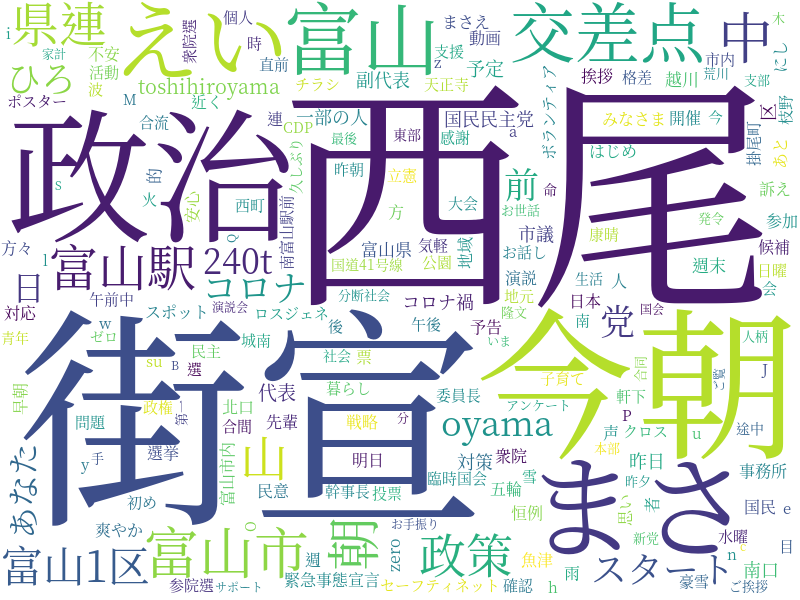 県連
えい
富山
交差点
中
ひろ
toshihiroyama
衆院選
個人
時
まさえ
動画
支援
z
予定
直前
副代表
チラシ
天正寺
不安
活動
波
ポスター
M
近く
合流
連
一部の人
CDP
東部
最後
国民民主党
感謝
a
ボランティア
挨拶
格差
越川
市内
荒川
木
支部
にし
家計
区
枝野
みなさま
開催
今
あと
掛尾町
はじめ
訴え
政治
西尾
的
s
火
安心
西町
久しぶり
昨朝
立憲
方
大会
お世話
前
命
発令
参加
康晴
市議
候補
方々
l
富山駅
240t
Q
南富山駅前
富山県
気軽
公園
地域
国道41号線
お話し
演説
週末
日曜
会
日
午前中
コロナ
分断社会
コロナ禍
地元
生活
人
対応
w
スポット
演説会
ロスジェネ
予告
隆文
日本
国会
党
青年
ゼロ
su
B
民主
選
城南
後
午後
いま
南
街宣
今朝
社会
票
暮らし
子育て
合同
ご覧
人柄
J
早朝
政権
第一
北口
代表
委員長
oyama
アンケート
軒下
P
クロス
u
途中
あなた
問題
y
手
選挙
合間
先輩
戦略
分
明日
衆院
声
本部
まさ
山
富山市内
対策
昨日
昨夕
事務所
初め
民意
幹事長
投票
臨時国会
雪
五輪
者
国民
e
爽やか
o
お手振り
恒例
思い
新党
水曜
c
目
富山市
朝
zero
政策
スタート
n
富山1区
週
魚津
雨
豪雪
南口
参院選
サポート
緊急事態宣言
セーフティネット
確認
h
ご挨拶
i